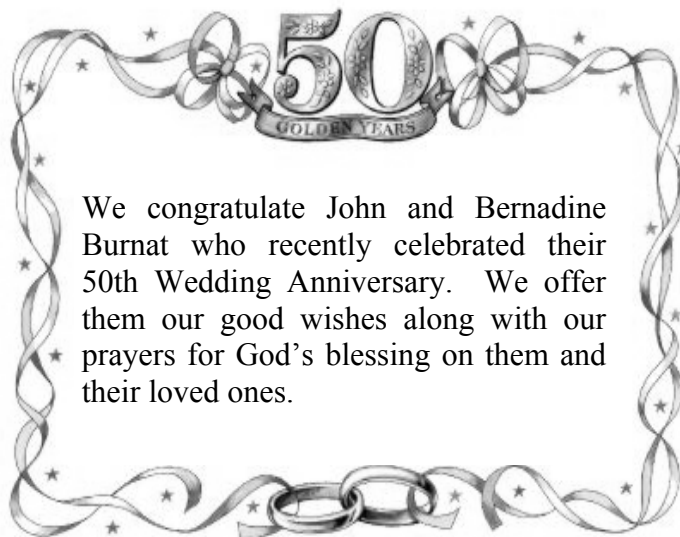 50
GOLDEN YEARS
We congratulate John and Bernadine
Burnat who recently celebrated their
50th Wedding Anniversary. We offer
them our good wishes along with our
prayers for God’s blessing on them and
their loved ones.